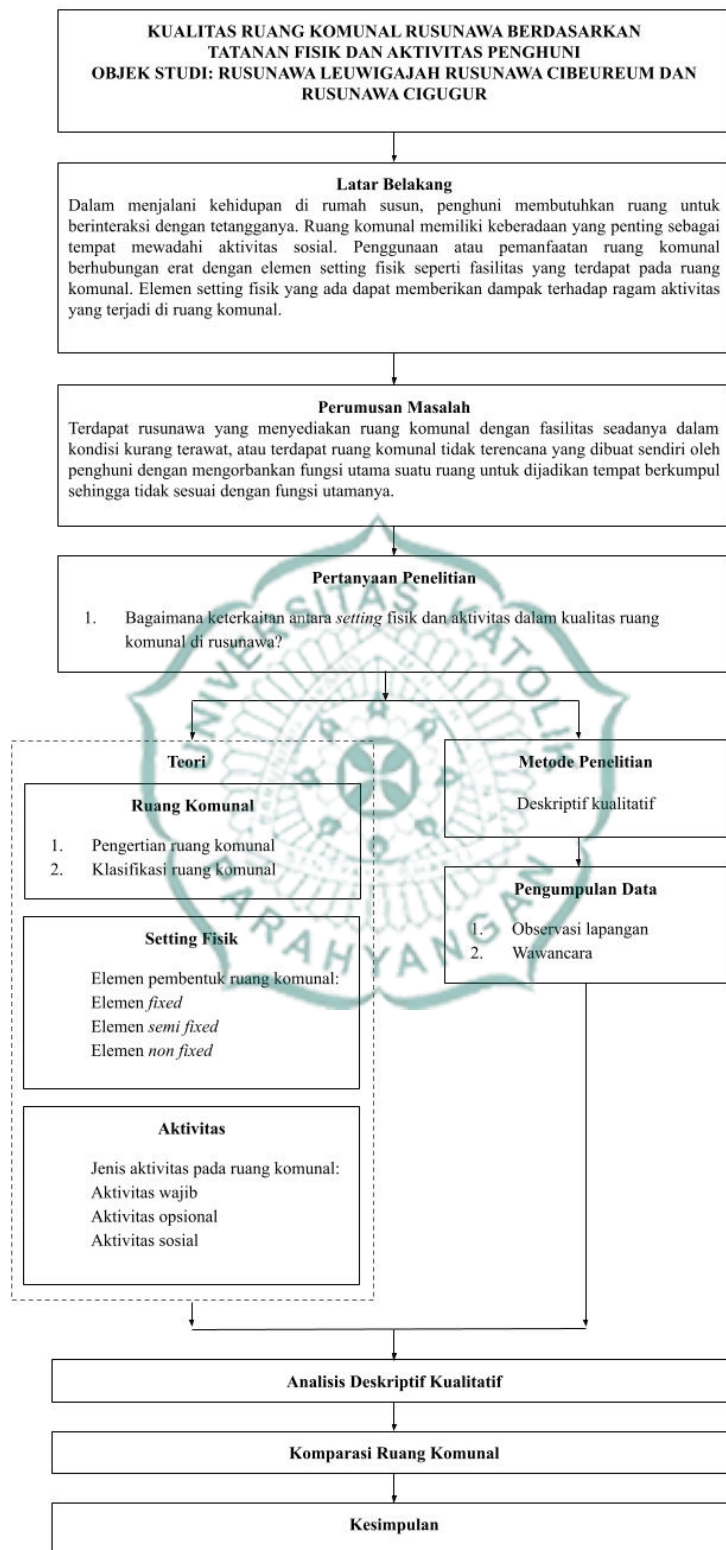 KUALITAS RUANG KOMUNAL RUSUNAWA BERDASARKAN
TATANAN FISIK DAN AKTIVITAS PENGHUNI
OBJEK STUDI: RUSUNAWA LEUWIGAJAH RUSUNAWA CIBEUREUM DAN
RUSUNAWA CIGUGUR
Latar Belakang
Dalam menjalani kehidupan di rumah susun, penghuni membutuhkan ruang untuk
berinteraksi dengan tetangganya. Ruang komunal memiliki keberadaan yang penting sebagai
tempat mewadahi aktivitas sosial. Penggunaan atau pemanfaatan ruang komunal
berhubungan erat dengan elemen setting fisik seperti fasilitas yang terdapat pada ruang
komunal. Elemen setting fisik yang ada dapat memberikan dampak terhadap ragam aktivitas
yang terjadi di ruang komunal.
Perumusan Masalah
Terdapat rusunawa yang menyediakan ruang komunal dengan fasilitas seadanya dalam
kondisi kurang terawat, atau terdapat ruang komunal tidak terencana yang dibuat sendiri oleh
penghuni dengan mengorbankan fungsi utama suatu ruang untuk dijadikan tempat berkumpul
sehingga tidak sesuai dengan fungsi utamanya.
Pertanyaan Penelitian
1. Bagaimana keterkaitan antara setting fisik dan aktivitas dalam kualitas ruang
komunal di rusunawa?
Teori
Ruang Komunal
1. Pengertian ruang komunal
2. Klasifikasi ruang komunal
Setting Fisik
Elemen pembentuk ruang komunal:
Elemen fixed
Elemen semi fixed
Elemen non fixed
Aktivitas
Jenis aktivitas pada ruang komunal:
Aktivitas wajib
Aktivitas opsional
Aktivitas sosial
Metode Penelitian
Deskriptif kualitatif
Pengumpulan Data
1. Observasi lapangan
2. Wawancara
Analisis Deskriptif Kualitatif
Komparasi Ruang Komunal
Kesimpulan
UNIVERSITAS KATOLIK
PARAHYANGAN